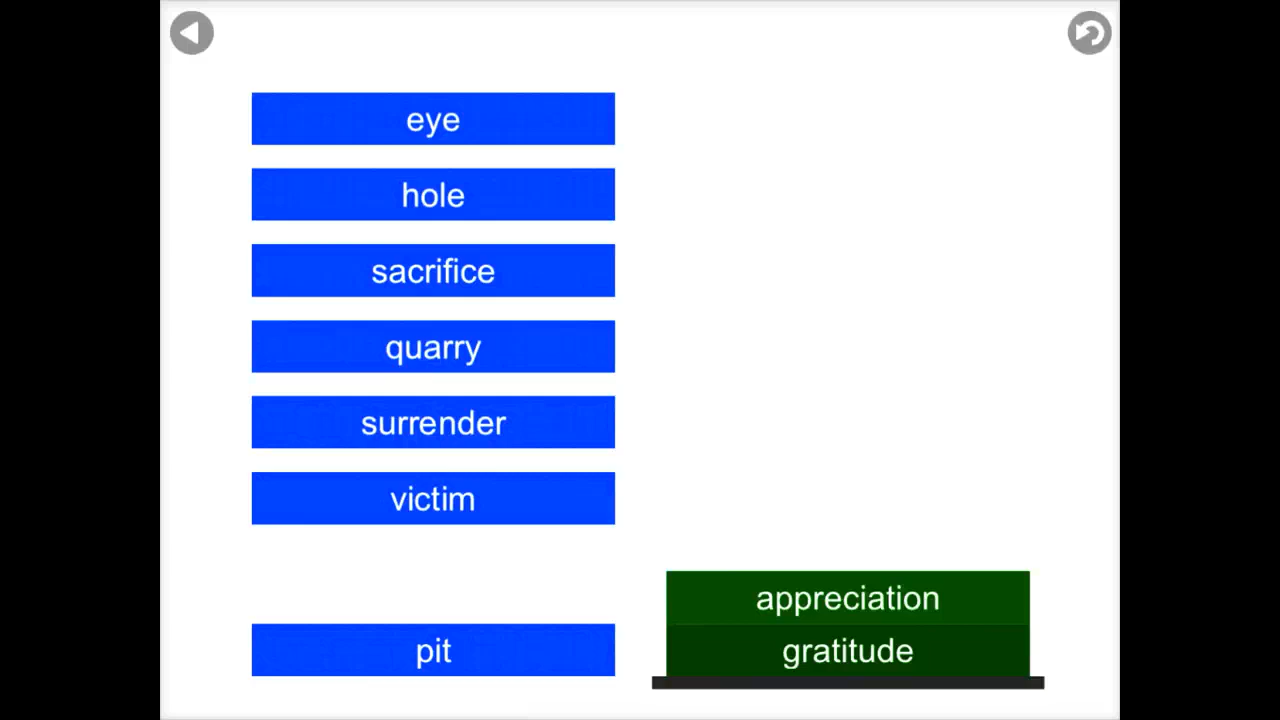 eye
hole
sacrifice
quarry
surrender
victim
pit
appreciation
gratitude